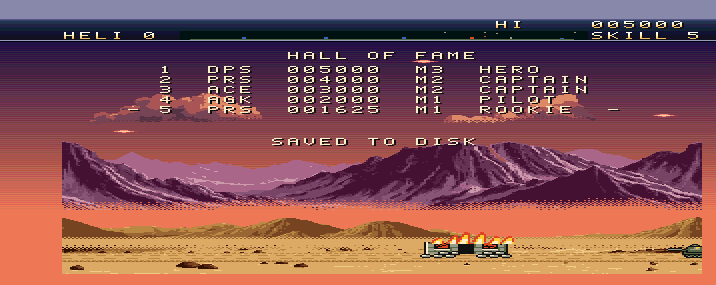 HI 005000
HELI 0 SKILL 5
HALL OF FAME
1 DPS 005000 M3 HERO
2 PRS 004000 M2 CAPTAIN
3 ACE 003000 M2 CAPTAIN
4 AGK 002000 M1 PILOT
- 5 PRS 001625 M1 ROOKIE -
SAVED TO DISK